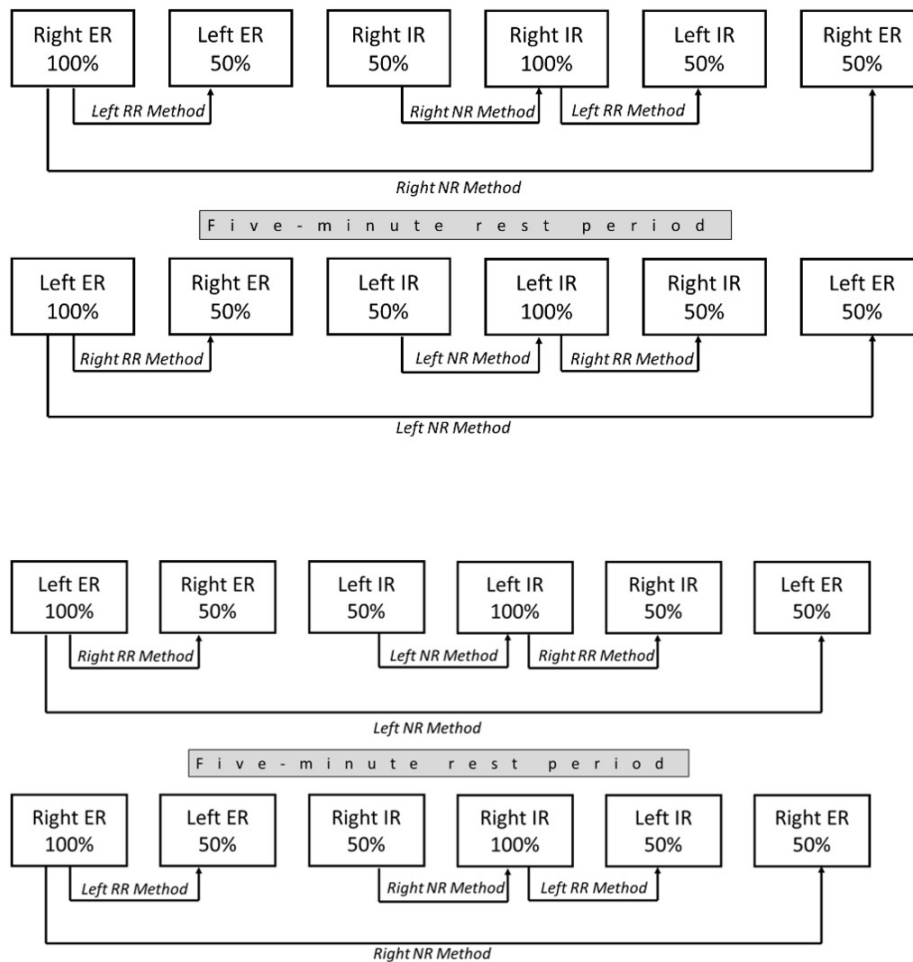 Right ER Left ER Right IR Right IR Left IR Right ER
100% 50% 50% 100% 50% 50%
Left RR Method Right NR Method Left RR Method
Right NR Method
Five-minute rest period
Left ER Right ER Left IR Left IR Right IR Left ER
100% 50% 50% 100% 50% 50%
Right RR Method Left NR Method Right RR Method
Left NR Method
Left ER Right ER Left IR Left IR Right IR Left ER
100% 50% 50% 100% 50% 50%
Right RR Method Left NR Method Right RR Method
Left NR Method
Five-minute rest period
Right ER Left ER Right IR Right IR Left IR Right ER
100% 50% 50% 100% 50% 50%
Left RR Method Right NR Method Left RR Method
Right NR Method